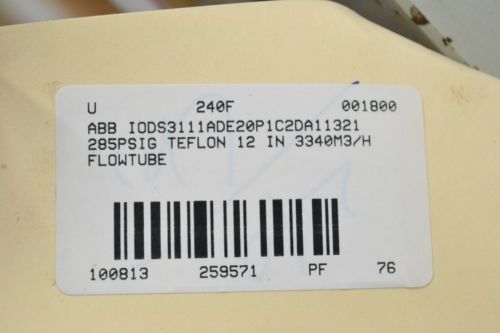 U 240F 001800
ABB IODS3111ADE20P1C2DA11321
285PSIG TEFLON 12 IN 3340M3/H
FLOWTUBE
100813 259571 PF 76